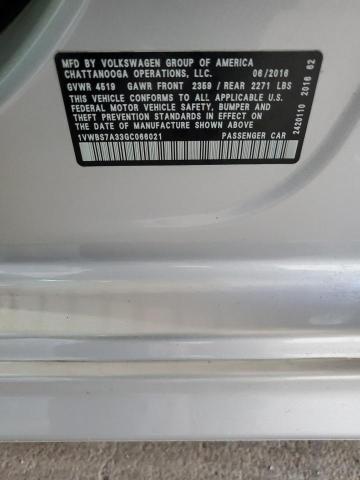 MFD BY VOLKSWAGEN GROUP OF AMERICA
CHATTANOOGA OPERATIONS, LLC. 06/2016
GVWR 4519 GAWR FRONT 2359 / REAR 2271 LBS
THIS VEHICLE CONFORMS TO ALL APPLICABLE U.S.
FEDERAL MOTOR VEHICLE SAFETY, BUMPER AND
THEFT PREVENTION STANDARDS IN EFFECT ON THE
DATE OF MANUFACTURE SHOWN ABOVE.
1VWBS7A33GC066021 PASSENGER CAR
2420110 2016 62